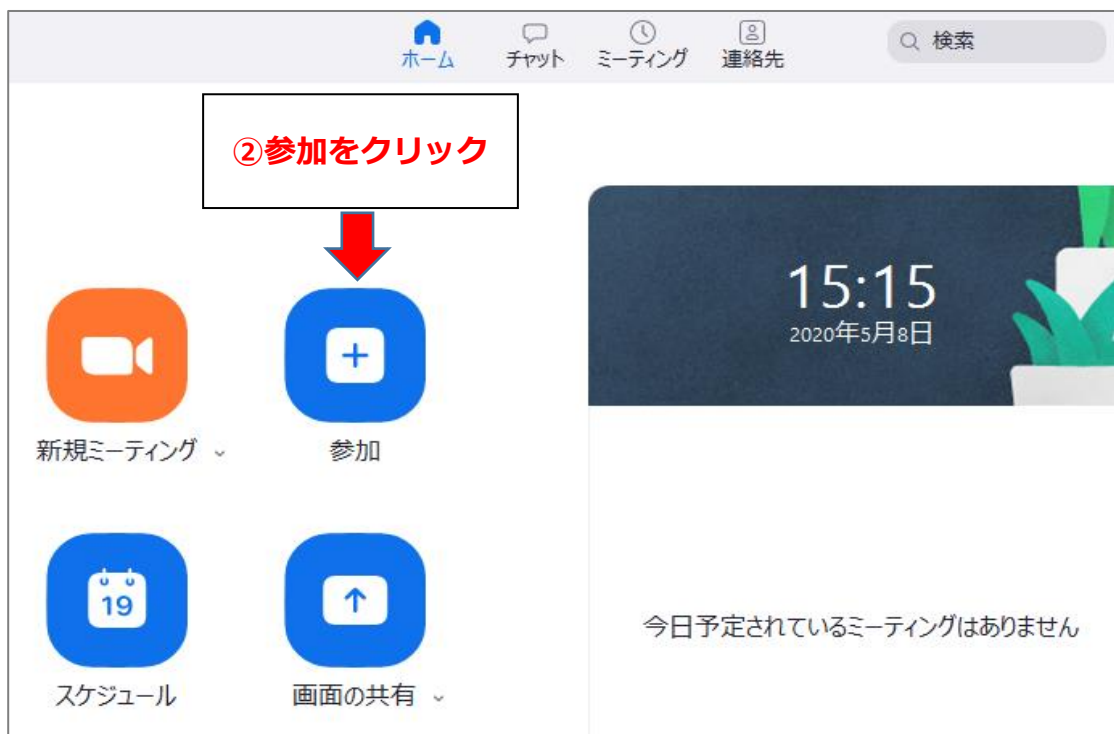 ホーム チャット ミーティング 連絡先 検索
②参加をクリック
15:15
2020年5月8日
新規ミーティング 参加
19
スケジュール 画面の共有
今日予定されているミーティングはありません